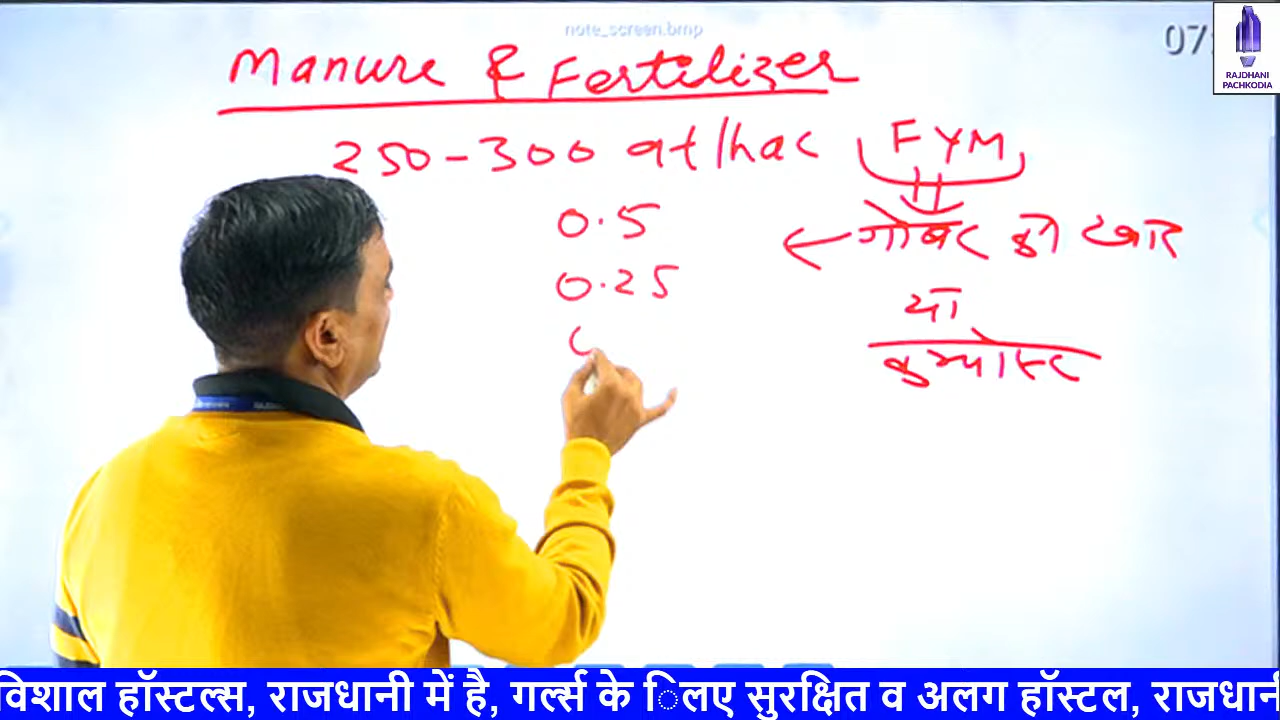 note_screen.bmp
07:
RAJDHANI
PACHKODIA
Manure & Fertilizer
250-300 qt/hac (FYM)
0.5
गोबर की खाद
0.25
या
कम्पोस्ट
विशाल हॉस्टल्स, राजधानी में है, गर्ल्स के िलए सुरक्षित व अलग हॉस्टल, राजधानी